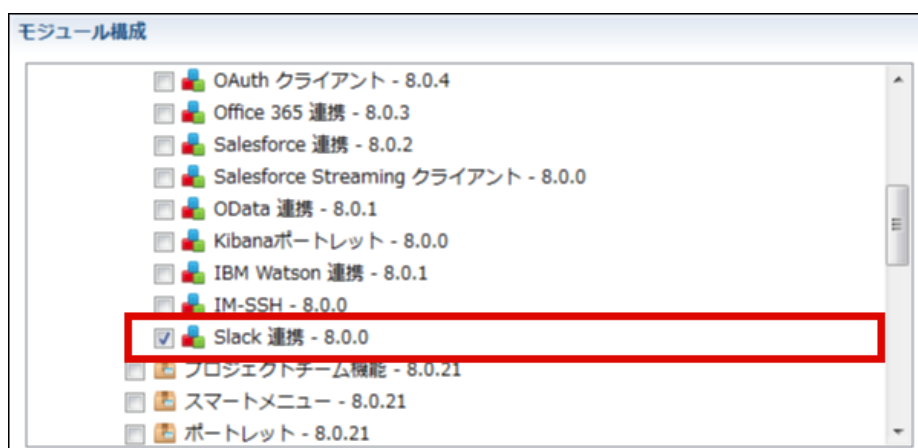 モジュール構成
OAuth クライアント - 8.0.4
Office 365 連携 - 8.0.3
Salesforce 連携 - 8.0.2
Salesforce Streaming クライアント - 8.0.0
OData 連携 - 8.0.1
Kibanaポートレット - 8.0.0
IBM Watson 連携 - 8.0.1
IM-SSH - 8.0.0
Slack 連携 - 8.0.0
プロジェクトチーム機能 - 8.0.21
スマートメニュー - 8.0.21
ポートレット - 8.0.21